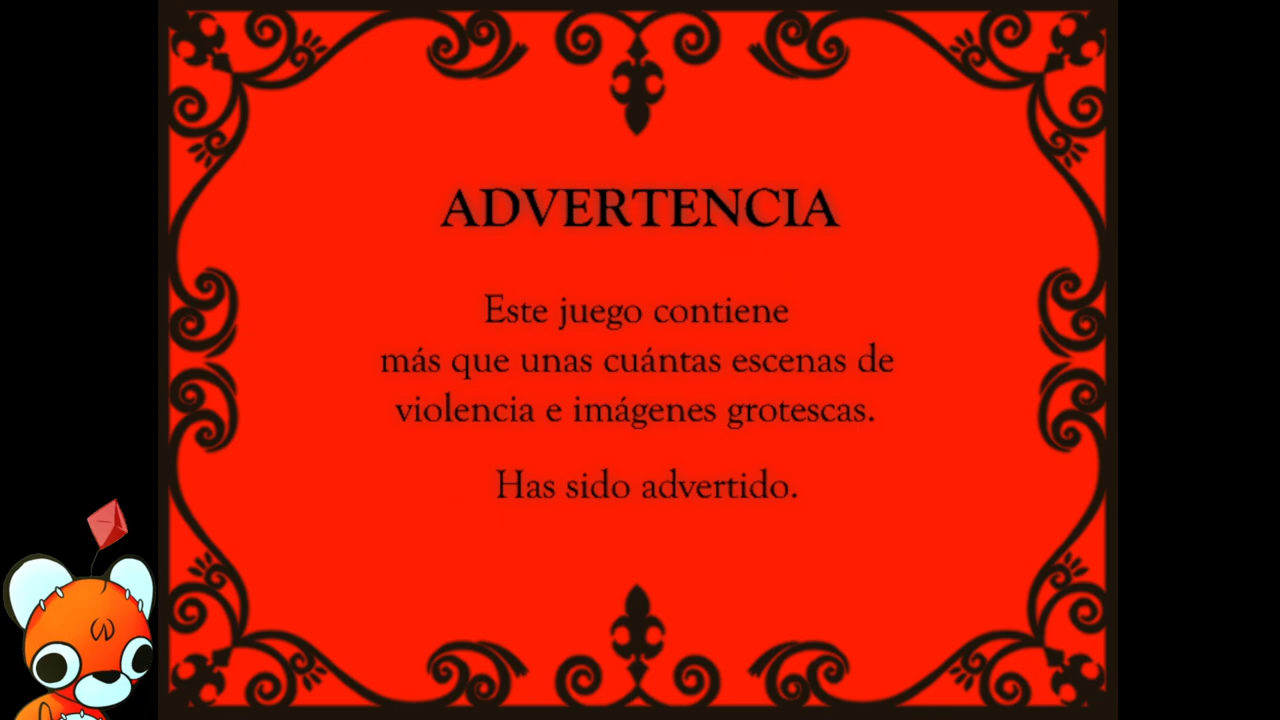 ADVERTENCIA
Este juego contiene
más que unas cuántas escenas de
violencia e imágenes grotescas.
Has sido advertido.